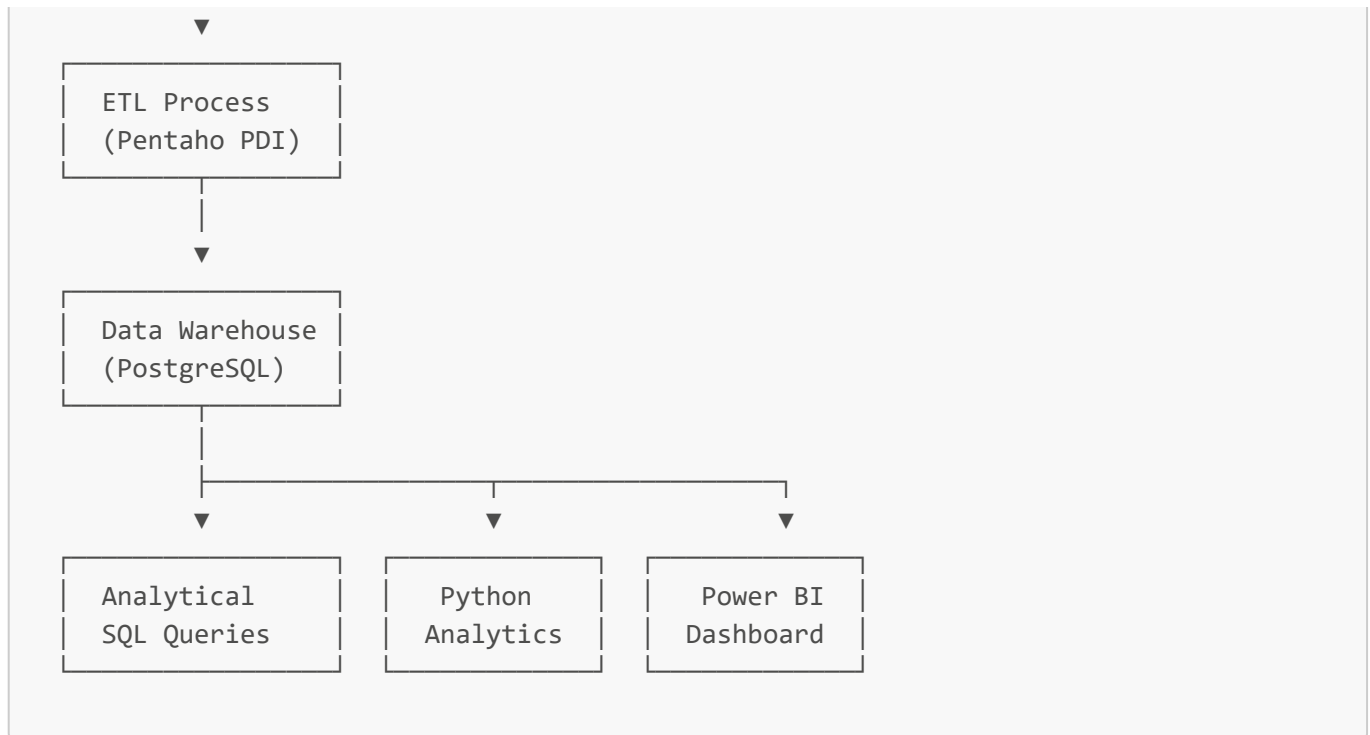 ETL Process
(Pentaho PDI)
Data Warehouse
(PostgreSQL)
Analytical
SQL Queries
Python
Analytics
Power BI
Dashboard